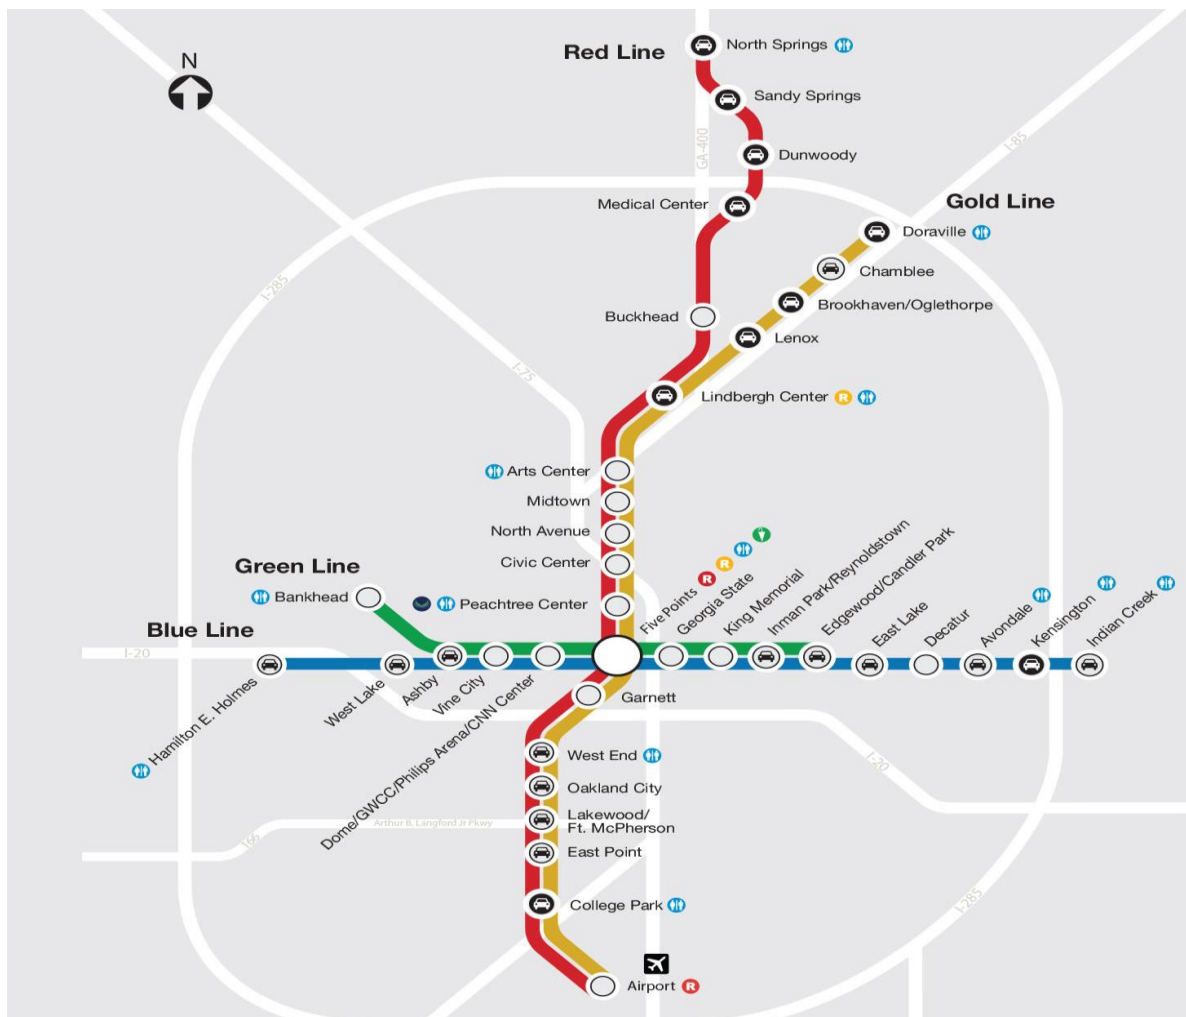 N
Red Line
North Springs
Sandy Springs
GA-400
Dunwoody
I-85
Medical Center
Gold Line
Doraville
Chamblee
I-285
Brookhaven/Oglethorpe
Buckhead
Lenox
I-75
Lindbergh Center R
Arts Center
Midtown
North Avenue
Civic Center
Green Line
Bankhead
Peachtree Center
Blue Line
I-20
Five Points R R
Georgia State
King Memorial
Inman Park/Reynoldstown
Edgewood/Candler Park
East Lake
Decatur
Avondale
Kensington
Indian Creek
Hamilton E. Holmes
West Lake
Ashby
Vine City
Dome/GWCC/Philips Arena/CNN Center
Garnett
West End
I-20
Oakland City
Lakewood/
Ft. McPherson
Arthur B. Langford Jr Pkwy
166
East Point
College Park
I-285
Airport R